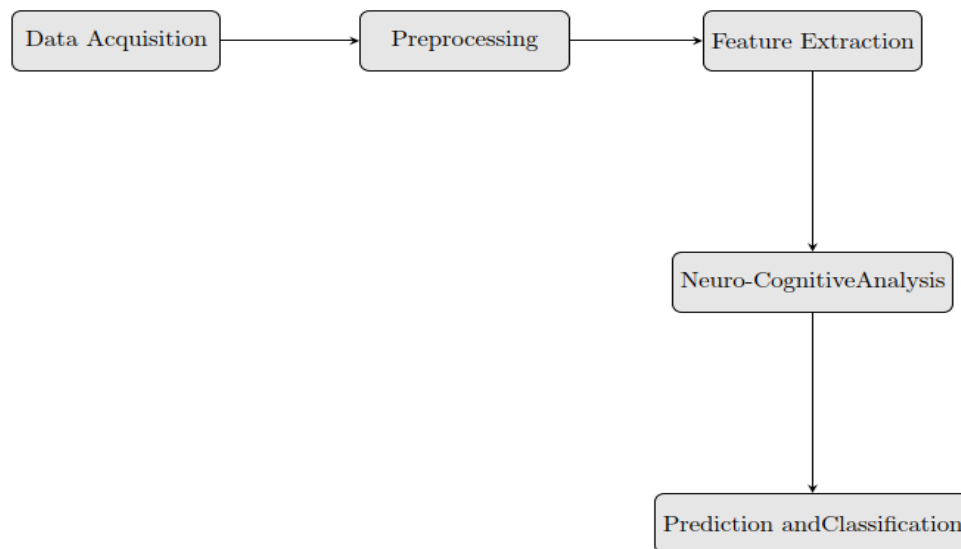 Data Acquisition
Preprocessing
Feature Extraction
Neuro-CognitiveAnalysis
Prediction andClassification